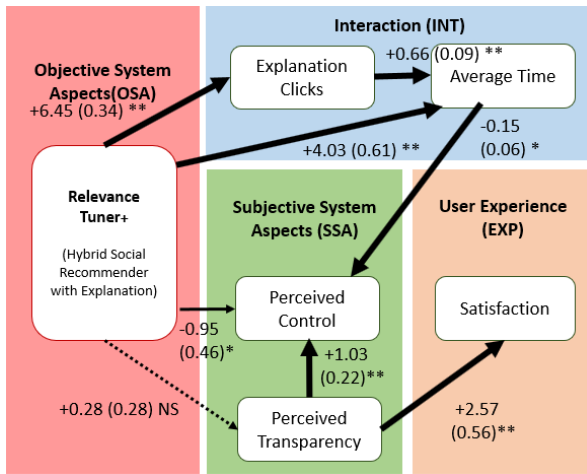 Interaction (INT)
Objective System
Aspects(OSA)
+6.45 (0.34) **
Explanation
Clicks
+0.66 (0.09) **
Average Time
+4.03 (0.61) **
-0.15
(0.06) *
Relevance
Tuner+
(Hybrid Social
Recommender
with Explanation)
Subjective System
Aspects (SSA)
User Experience
(EXP)
Perceived
Control
Satisfaction
-0.95
(0.46)*
+1.03
(0.22)**
+0.28 (0.28) NS
Perceived
Transparency
+2.57
(0.56)**